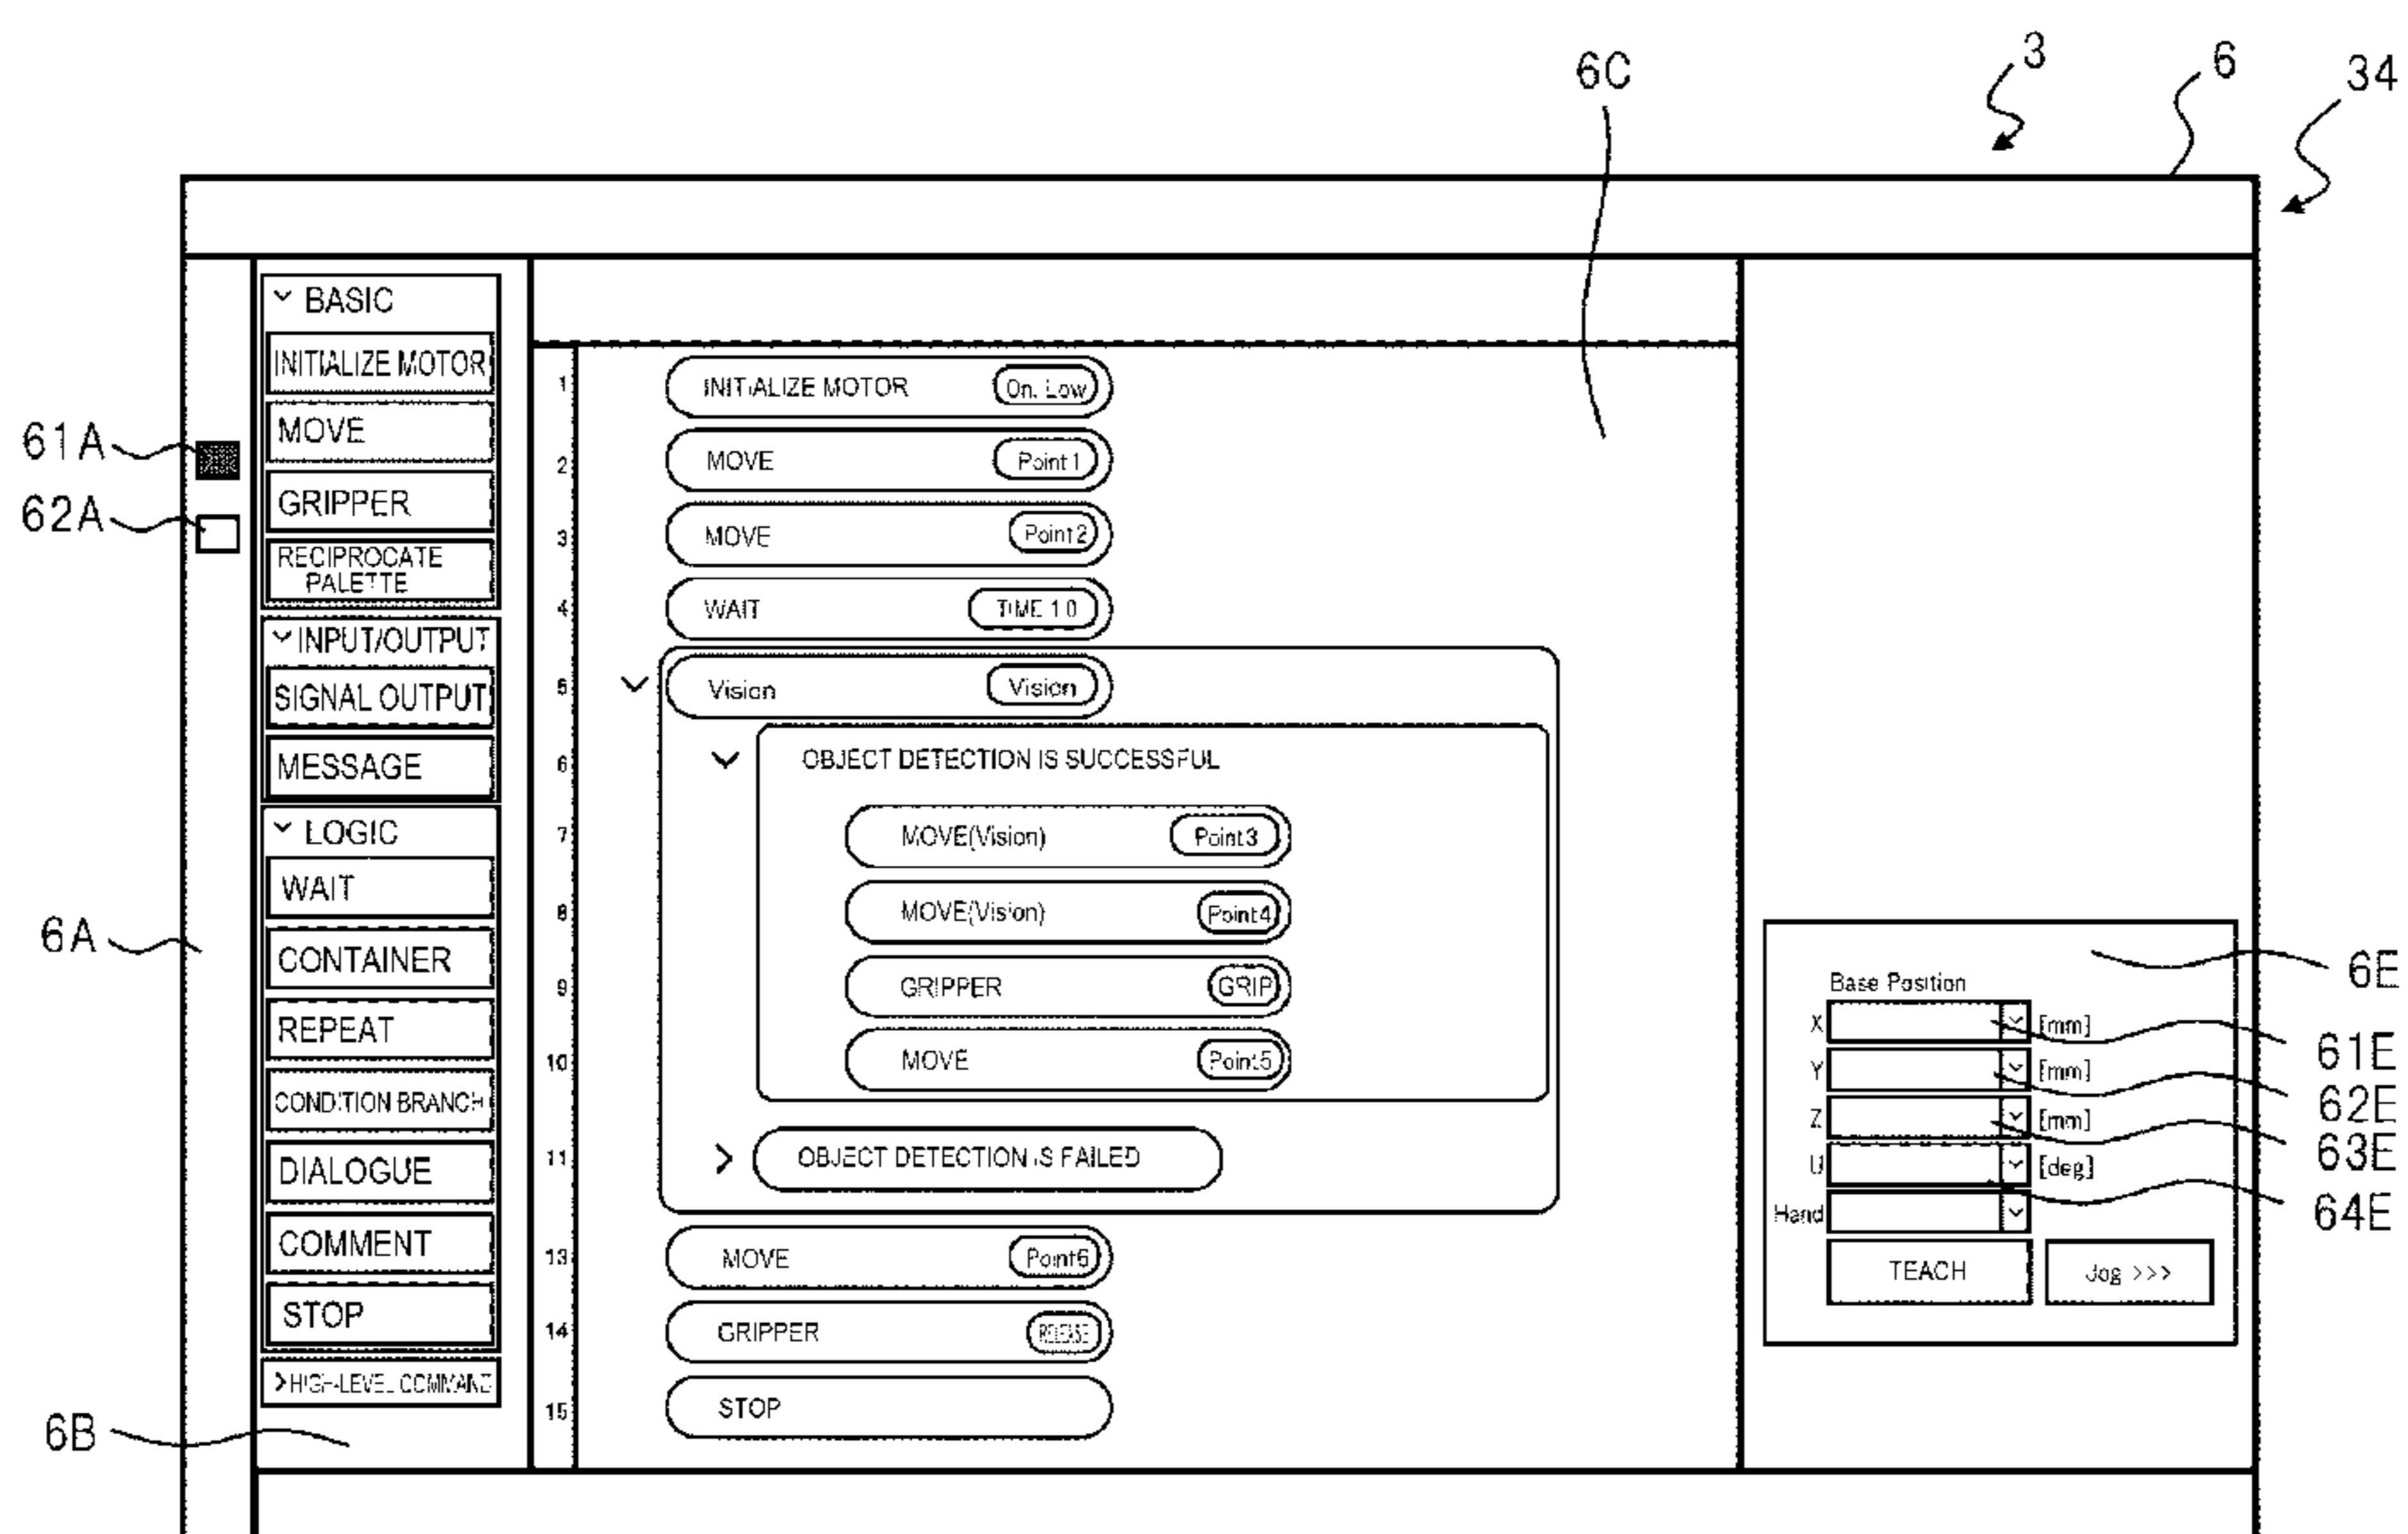 3
6
34
6C
BASIC
INITIALIZE MOTOR
MOVE
GRIPPER
RECIPROCATE
PALETTE
INPUT/OUTPUT
SIGNAL OUTPUT
MESSAGE
LOGIC
WAIT
CONTAINER
REPEAT
CONDITION BRANCH
DIALOGUE
COMMENT
STOP
>HIGH-LEVEL COMMAND
61A
62A
6A
6B
1 INITIALIZE MOTOR On, Low
2 MOVE Point1
3 MOVE Point2
4 WAIT TIME 1.0
5 Vision Vision
6 OBJECT DETECTION IS SUCCESSFUL
7 MOVE(Vision) Point3
8 MOVE(Vision) Point4
9 GRIPPER GRIP
10 MOVE Point5
11 > OBJECT DETECTION IS FAILED
13 MOVE Point6
14 GRIPPER RELEASE
15 STOP
6E
Base Position
X [mm] 61E
Y [mm] 62E
Z [mm] 63E
U [deg] 64E
Hand
TEACH Jog >>>